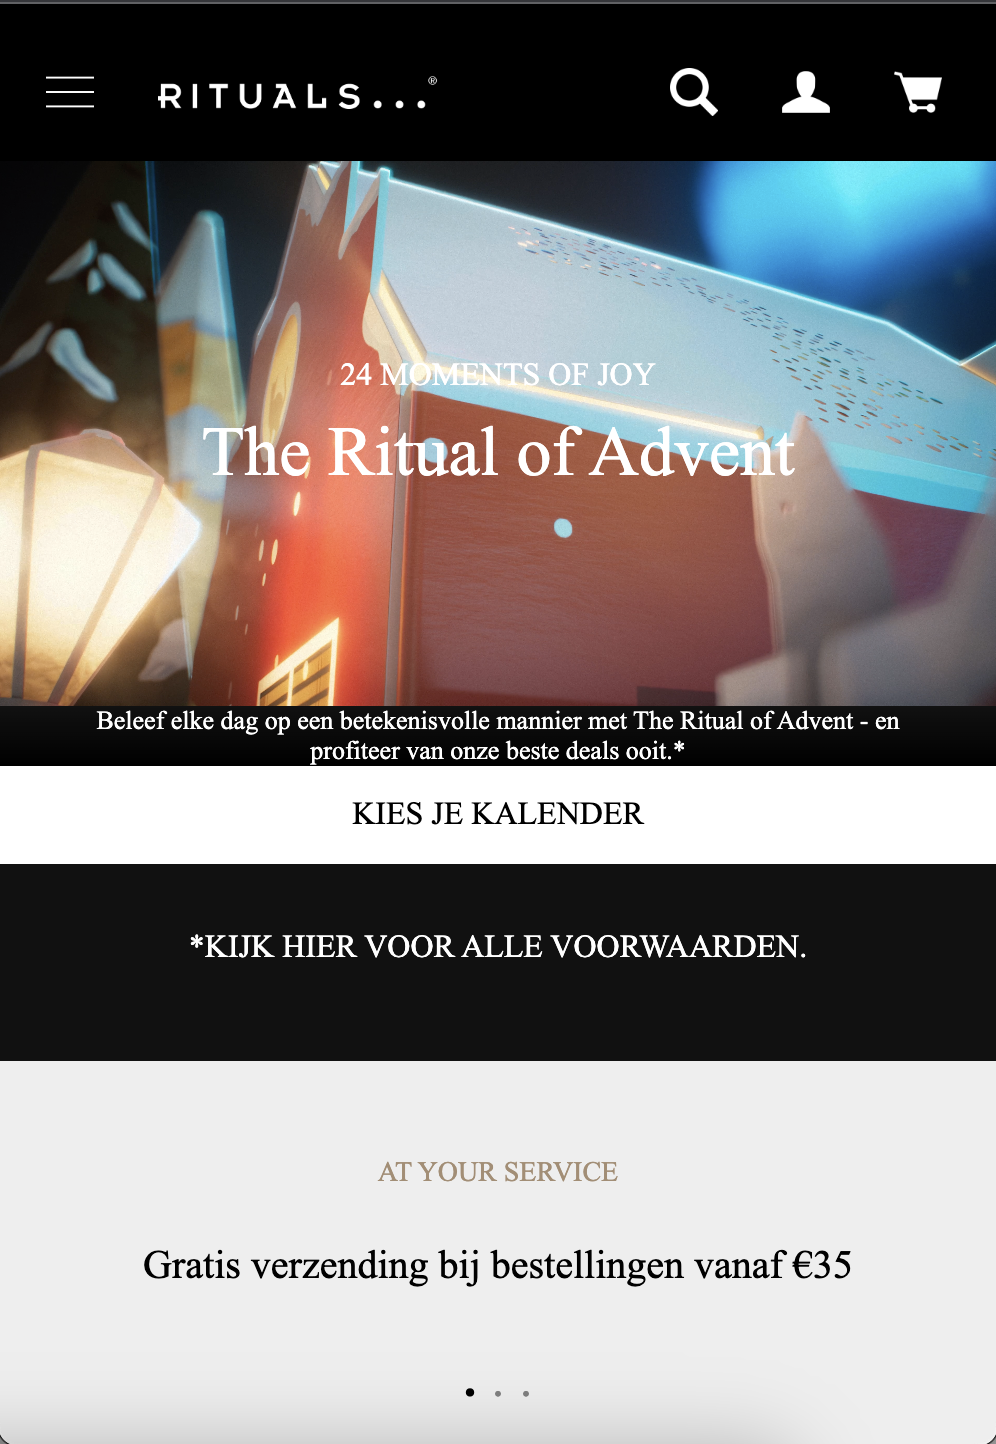 RITUALS...®
24 MOMENTS OF JOY
The Ritual of Advent
Beleef elke dag op een betekenisvolle mannier met The Ritual of Advent - en
profiteer van onze beste deals ooit.*
KIES JE KALENDER
*KIJK HIER VOOR ALLE VOORWAARDEN.
AT YOUR SERVICE
Gratis verzending bij bestellingen vanaf €35